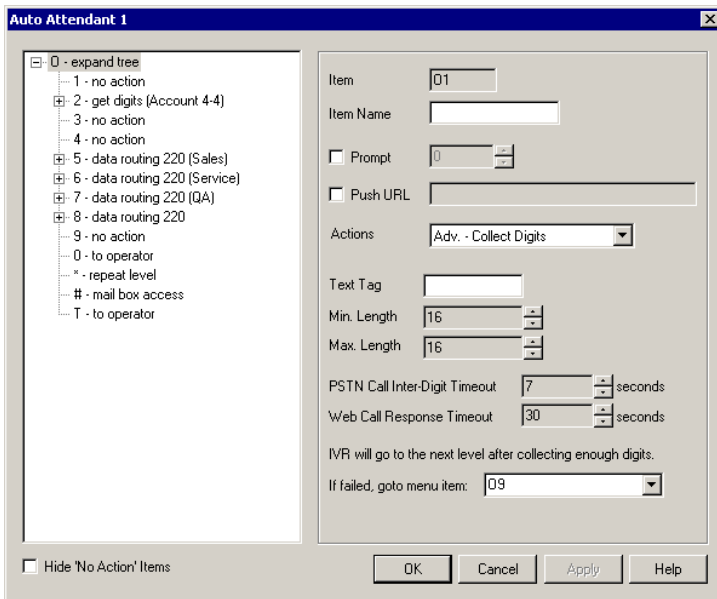 Auto Attendant 1
O - expand tree
1 - no action
2 - get digits (Account 4-4)
3 - no action
4 - no action
5 - data routing 220 (Sales)
6 - data routing 220 (Service)
7 - data routing 220 (QA)
8 - data routing 220
9 - no action
0 - to operator
* - repeat level
# - mail box access
T - to operator
Hide 'No Action' Items
Item O1
Item Name
Prompt 0
Push URL
Actions Adv. - Collect Digits
Text Tag
Min. Length 16
Max. Length 16
PSTN Call Inter-Digit Timeout 7 seconds
Web Call Response Timeout 30 seconds
IVR will go to the next level after collecting enough digits.
If failed, goto menu item: O9
OK Cancel Apply Help